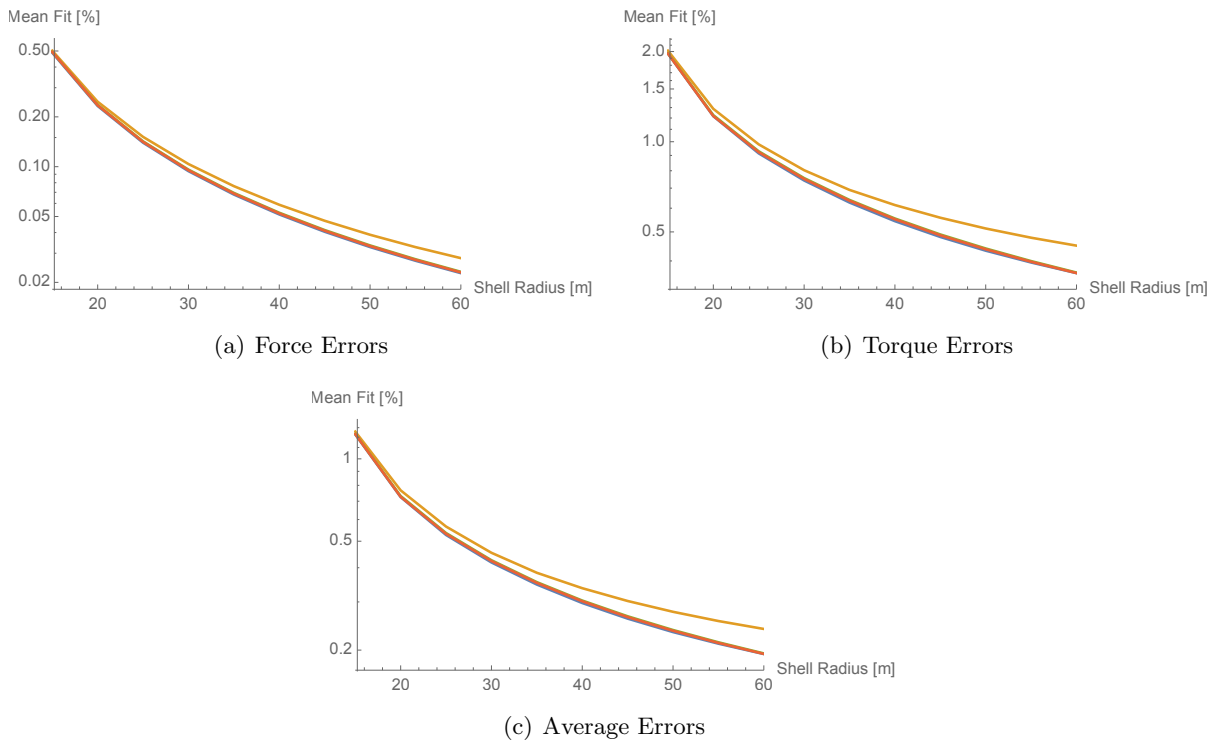 Mean Fit [%]
0.50
0.20
0.10
0.05
0.02
20 30 40 50 60
Shell Radius [m]
(a) Force Errors
Mean Fit [%]
2.0
1.5
1.0
0.5
20 30 40 50 60
Shell Radius [m]
(b) Torque Errors
Mean Fit [%]
1
0.5
0.2
20 30 40 50 60
Shell Radius [m]
(c) Average Errors